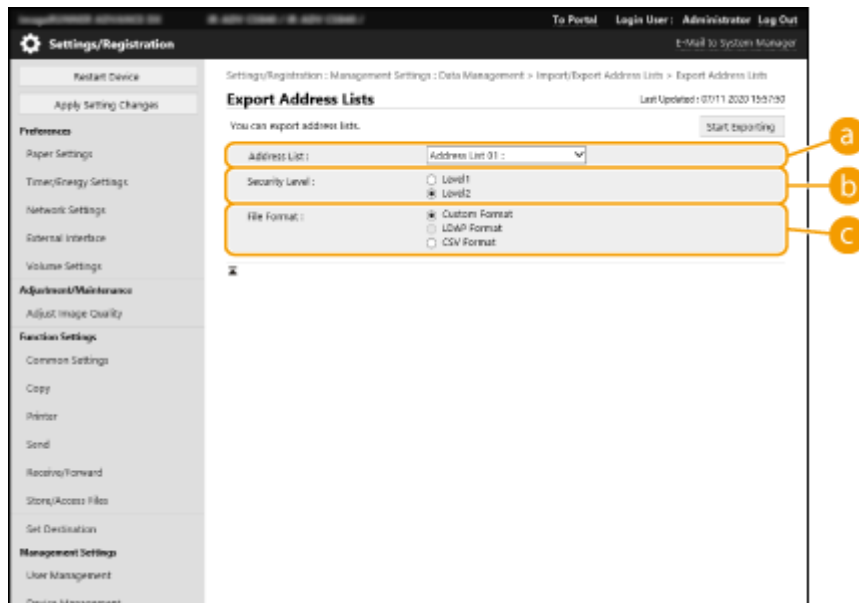 To Portal Login User: Administrator Log Out
Settings/Registration
E-Mail to System Manager
Restart Device
Apply Setting Changes
Preferences
Paper Settings
Timer/Energy Settings
Network Settings
External Interface
Volume Settings
Adjustment/Maintenance
Adjust Image Quality
Function Settings
Common Settings
Copy
Printer
Send
Receive/Forward
Store/Access Files
Set Destination
Management Settings
User Management
Device Management
Settings/Registration : Management Settings : Data Management > Import/Export Address Lists > Export Address Lists
Export Address Lists
Last Updated : 07/11 2020 15:57:50
You can export address lists.
Start Exporting
Address List :
Address List 01 :
a
Security Level :
Level1
Level2
b
File Format :
Custom Format
LDAP Format
CSV Format
c